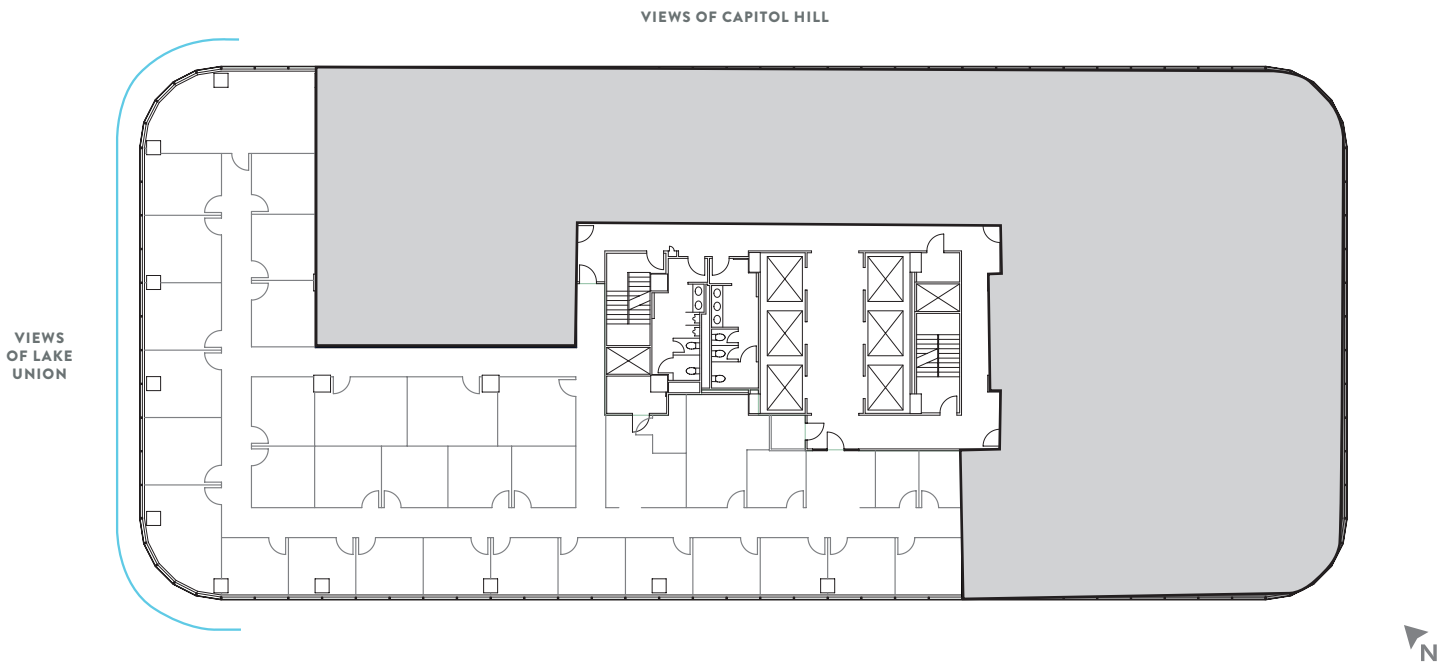 VIEWS OF CAPITOL HILL
VIEWS
OF LAKE
UNION
N